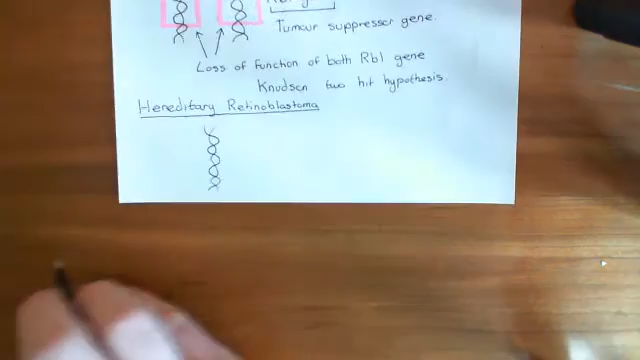 Tumour suppresser gene.
Loss of function of both Rb1 gene
Knudsen two hit hypothesis.
Hereditary Retinoblastoma